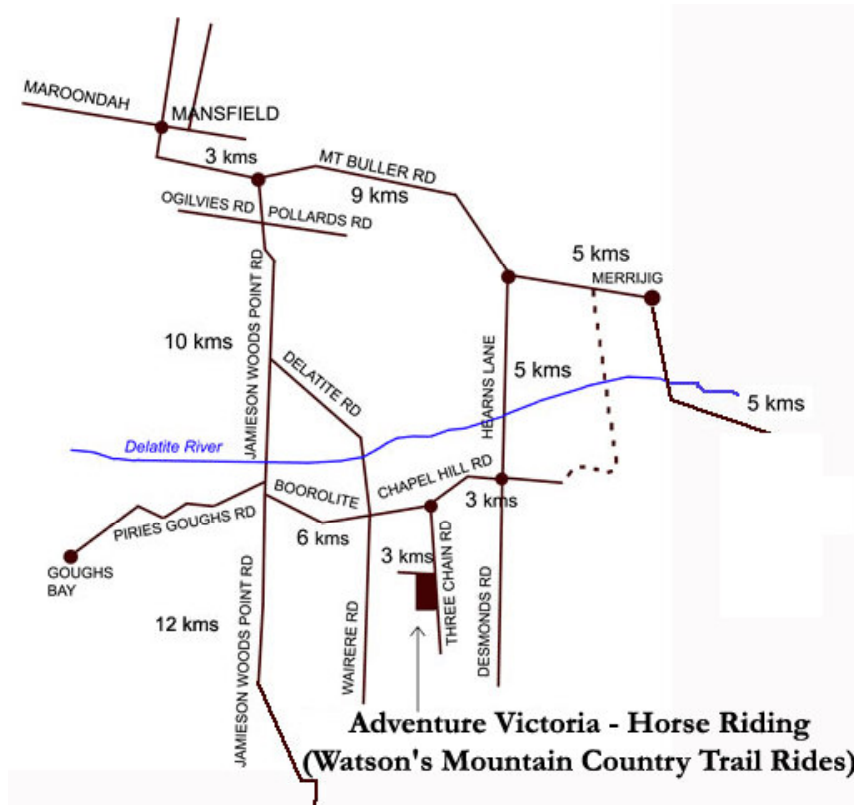 MAROONDAH
MANSFIELD
3 kms
MT BULLER RD
9 kms
OGILVIES RD
POLLARDS RD
5 kms
MERRIJIG
JAMIESON WOODS POINT RD
10 kms
DELATITE RD
HEARNS LANE
5 kms
5 kms
Delatite River
BOOROLITE
CHAPEL HILL RD
PIRIES GOUGHS RD
6 kms
3 kms
GOUGHS
BAY
3 kms
THREE CHAIN RD
12 kms
JAMIESON WOODS POINT RD
WAIRERE RD
DESMONDS RD
Adventure Victoria - Horse Riding
(Watson's Mountain Country Trail Rides)